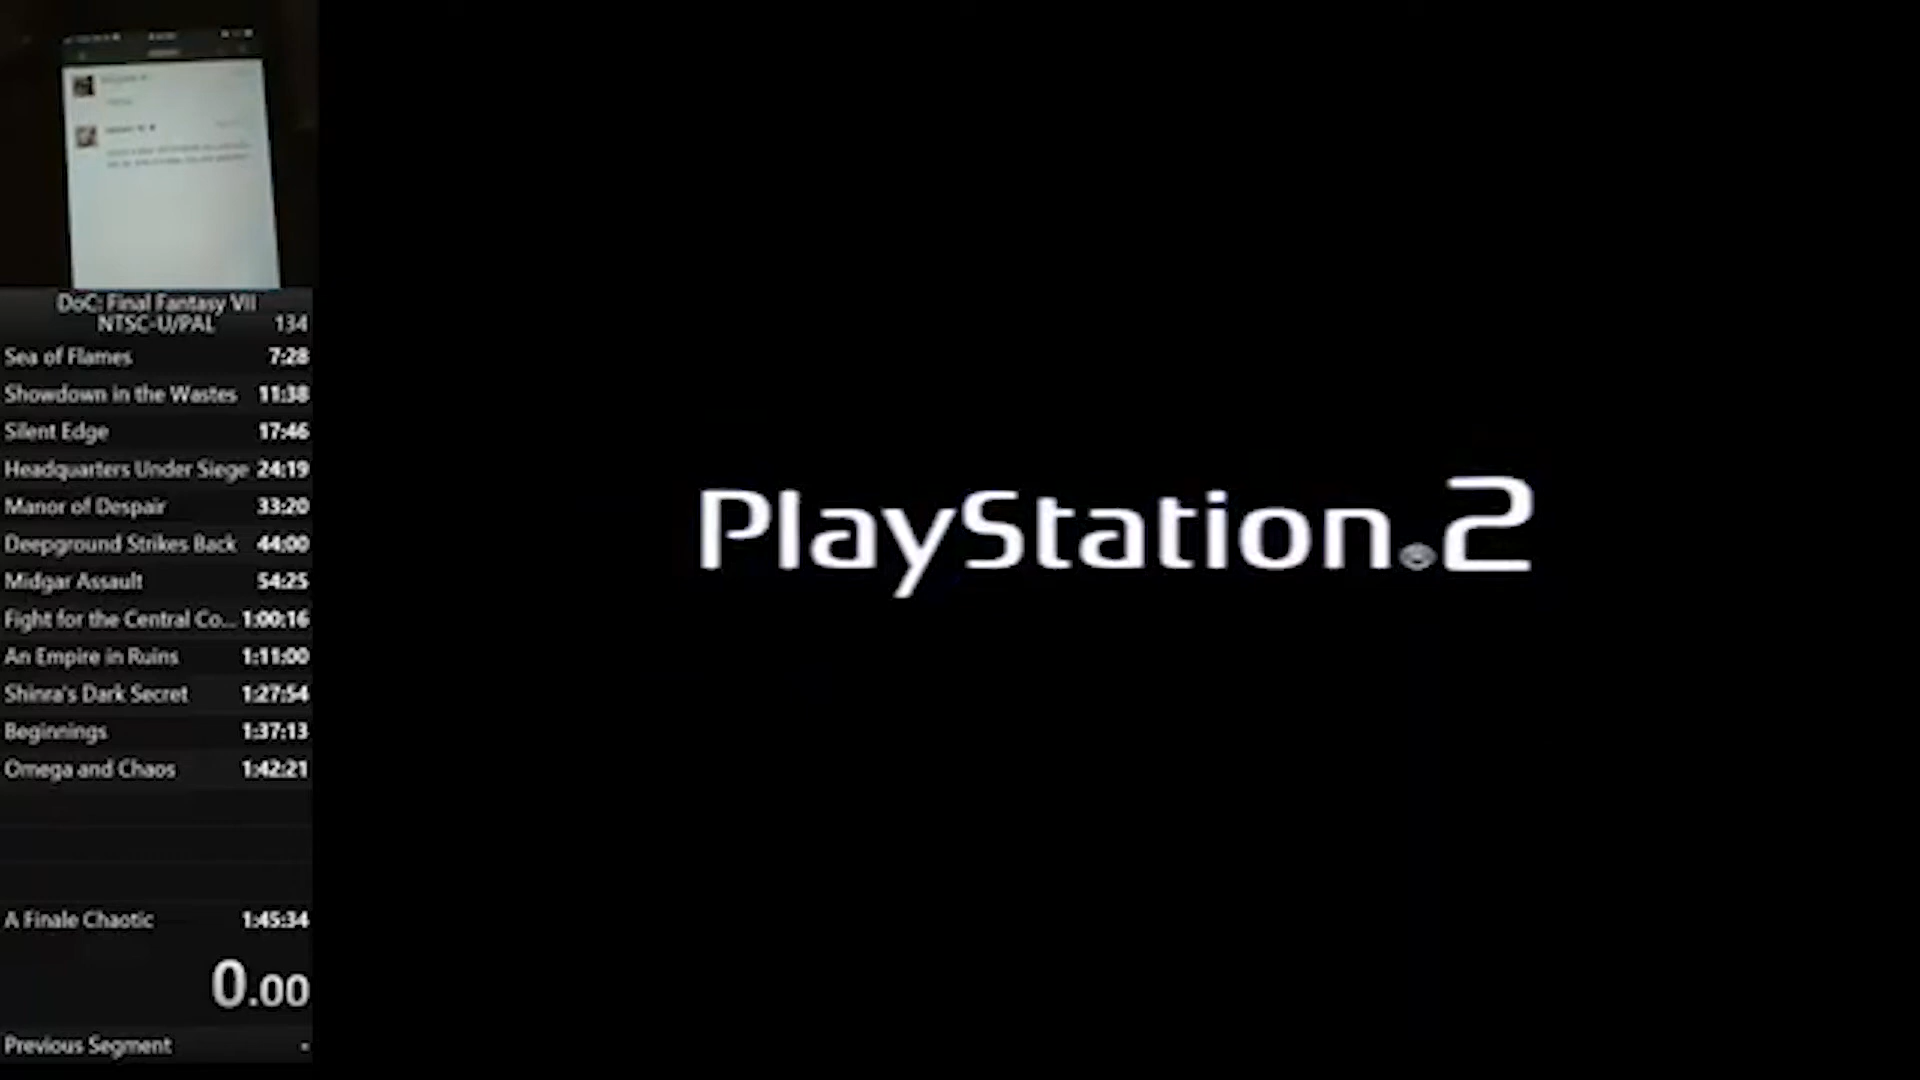 DoC: Final Fantasy VII
NTSC-U/PAL 134
Sea of Flames 7:28
Showdown in the Wastes 11:38
Silent Edge 17:46
Headquarters Under Siege 24:19
Manor of Despair 33:20
Deepground Strikes Back 44:00
Midgar Assault 54:25
Fight for the Central Co... 1:00:16
An Empire in Ruins 1:11:00
Shinra's Dark Secret 1:27:54
Beginnings 1:37:13
Omega and Chaos 1:42:21
A Finale Chaotic 1:45:34
0.00
Previous Segment -
PlayStation®2